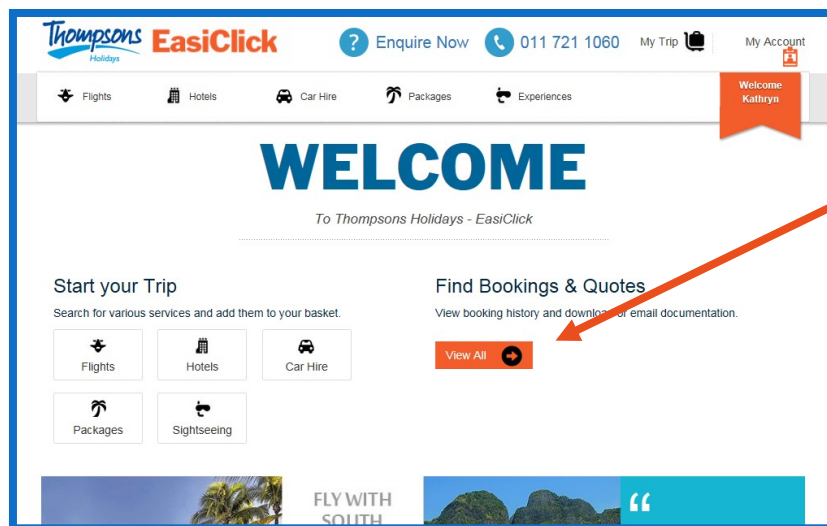 Thompsons
Holidays
EasiClick
? Enquire Now
011 721 1060
My Trip
My Account
Flights
Hotels
Car Hire
Packages
Experiences
Welcome
Kathryn
WELCOME
To Thompsons Holidays - EasiClick
Start your Trip
Search for various services and add them to your basket.
Flights
Hotels
Car Hire
Packages
Sightseeing
Find Bookings & Quotes
View booking history and download or email documentation.
View All
FLY WITH
SOUTH
“